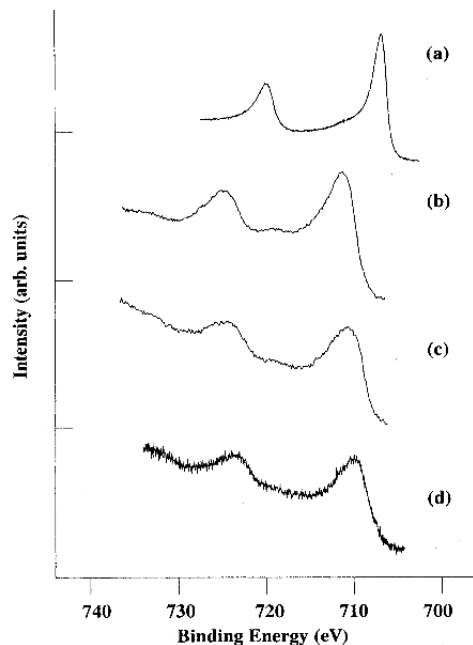 (a)
(b)
(c)
(d)
Intensity (arb. units)
740 730 720 710 700
Binding Energy (eV)